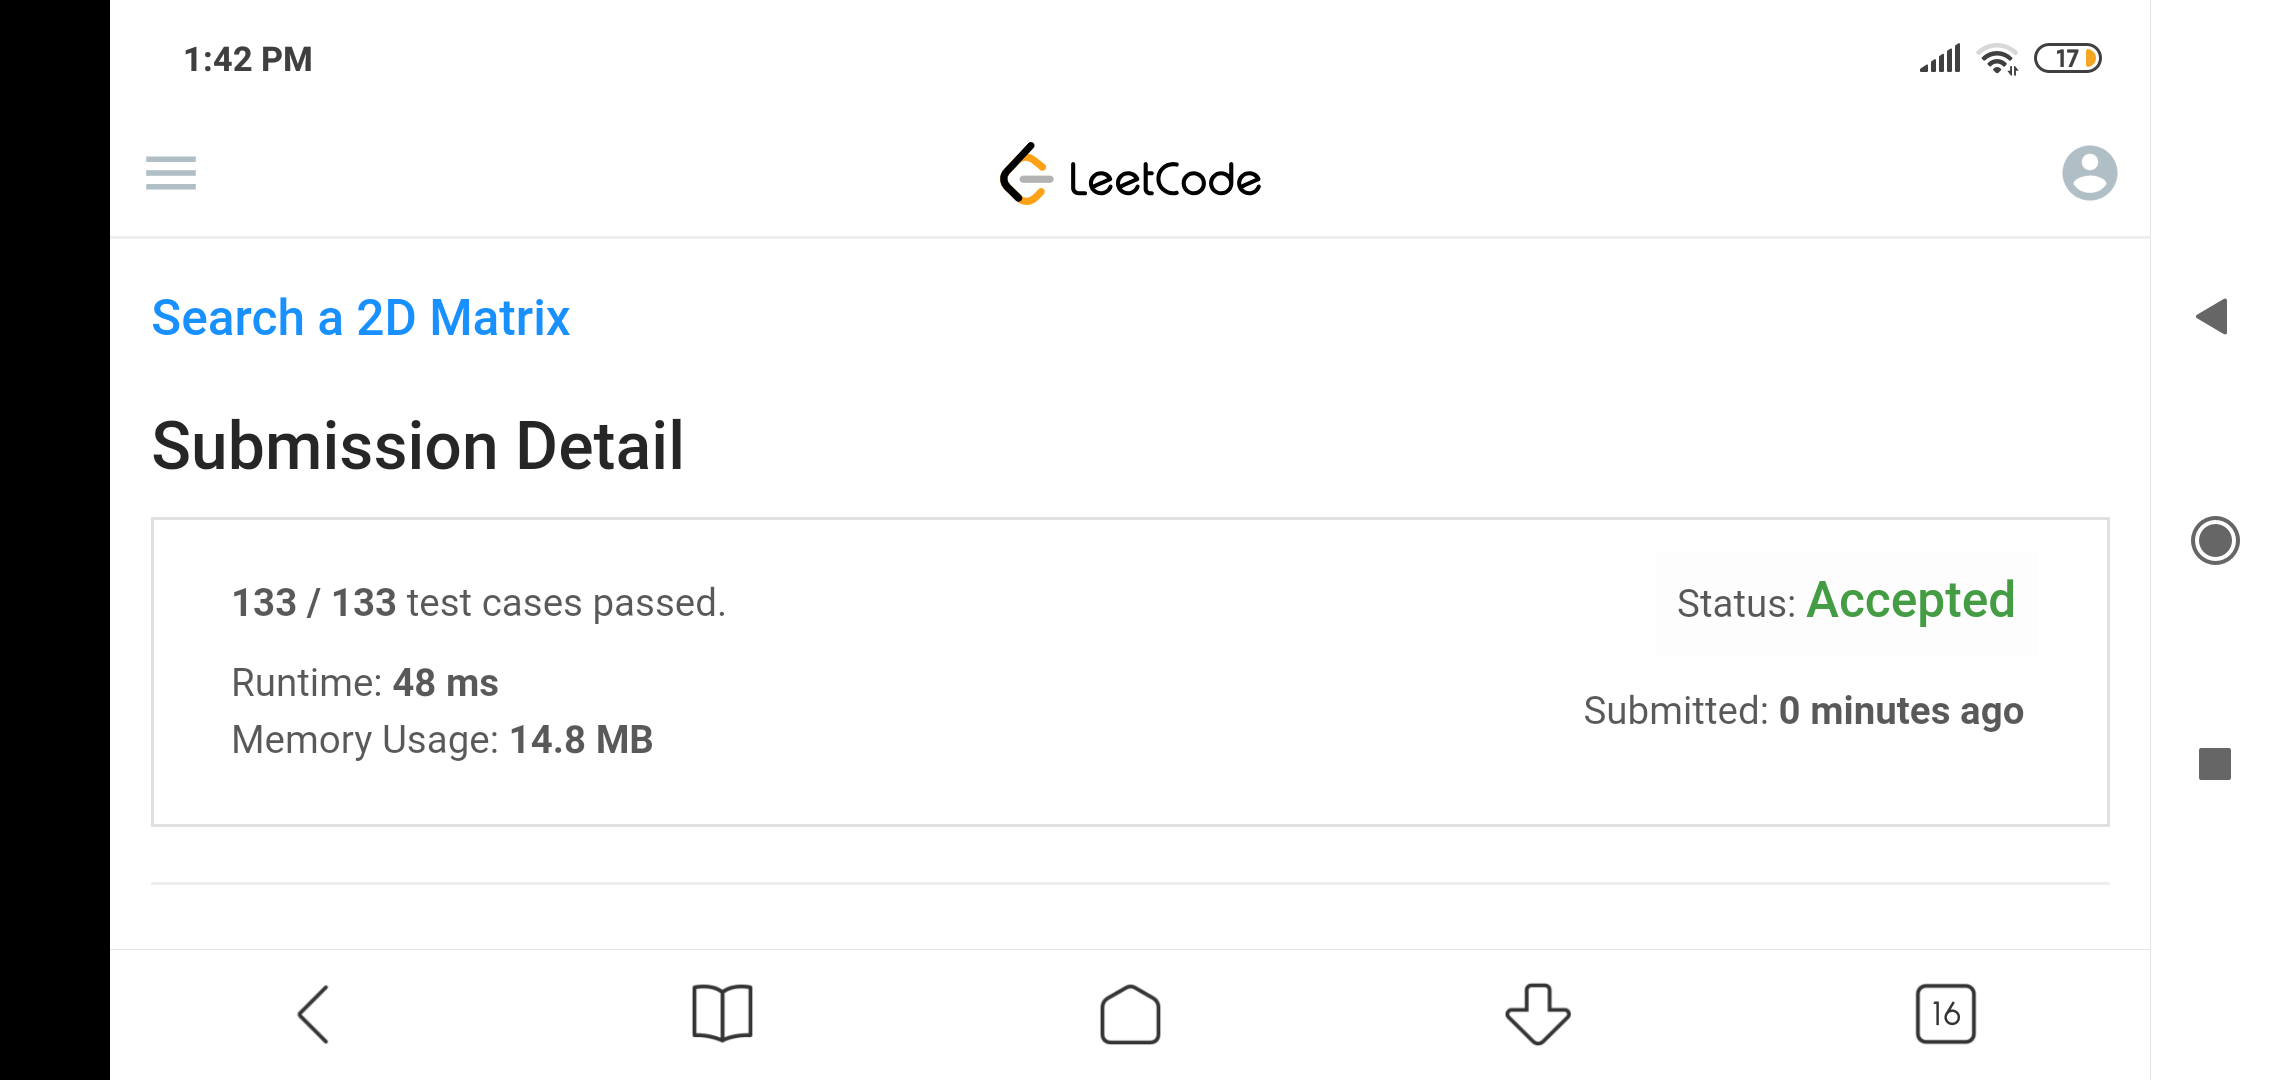 1:42 PM
17
LeetCode
Search a 2D Matrix
Submission Detail
133 / 133 test cases passed.
Status: Accepted
Runtime: 48 ms
Submitted: 0 minutes ago
Memory Usage: 14.8 MB
16